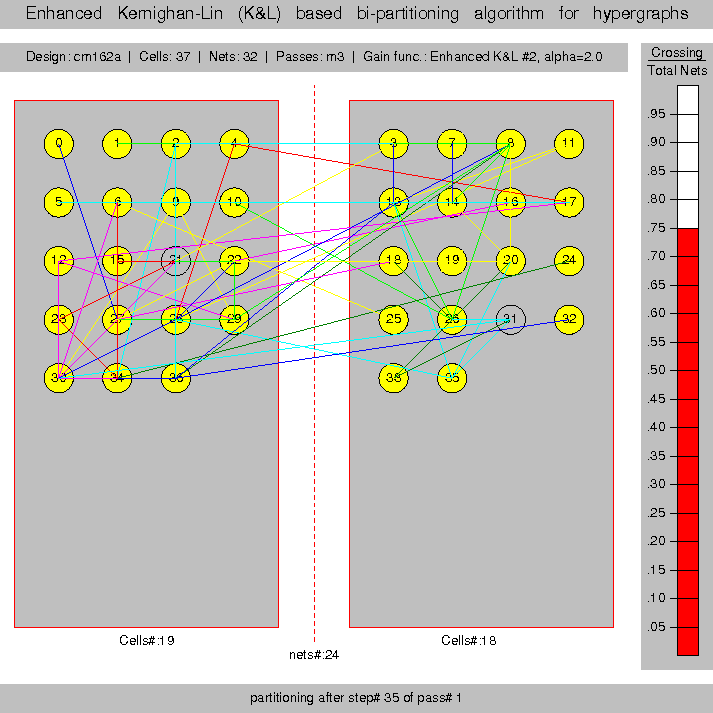 Enhanced Kernighan-Lin (K&L) based bi-partitioning algorithm for hypergraphs
Design: cm162a | Cells: 37 | Nets: 32 | Passes: m3 | Gain func.: Enhanced K&L #2, alpha=2.0
Crossing
Total Nets
.95
.90
.85
.80
.75
.70
.65
.60
.55
.50
.45
.40
.35
.30
.25
.20
.15
.10
.05
0 1 2 4 3 7 8 11
5 6 9 10 13 14 16 17
12 15 21 22 18 19 20 24
23 27 28 29 25 26 31 32
30 34 36 35
Cells#:19
Cells#:18
nets#:24
partitioning after step# 35 of pass# 1